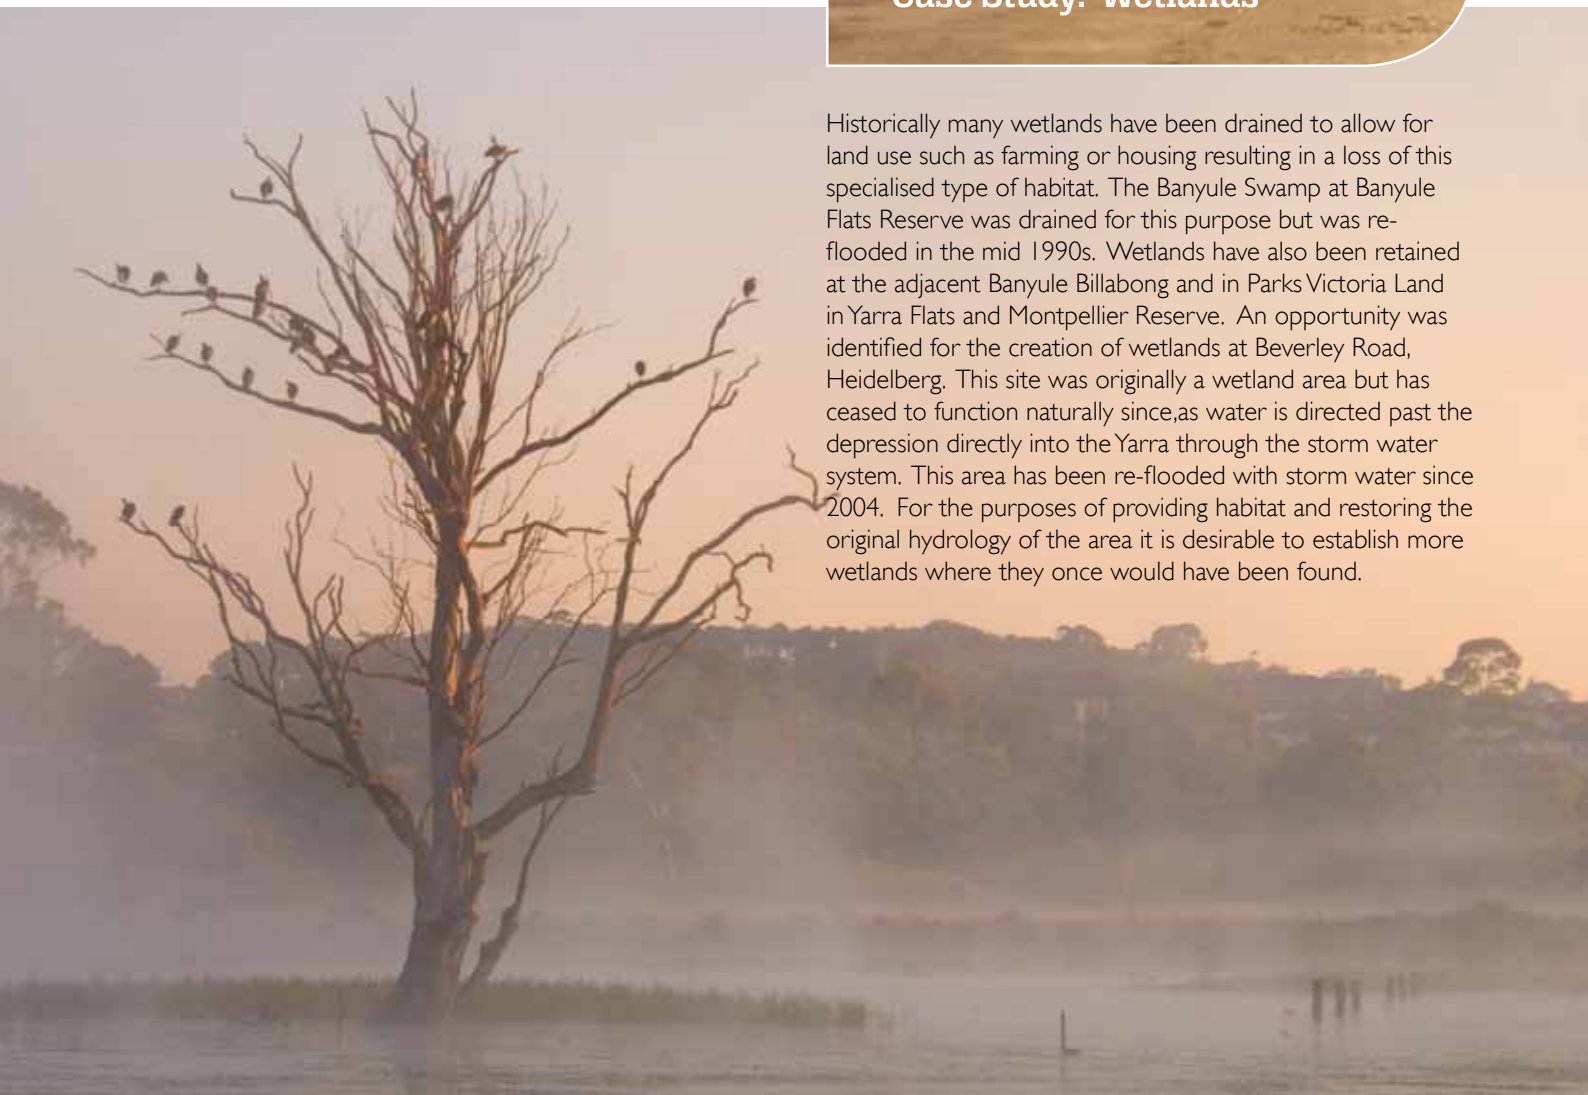 Case Study: Wetlands
Historically many wetlands have been drained to allow for
land use such as farming or housing resulting in a loss of this
specialised type of habitat. The Banyule Swamp at Banyule
Flats Reserve was drained for this purpose but was re-
flooded in the mid 1990s. Wetlands have also been retained
at the adjacent Banyule Billabong and in Parks Victoria Land
in Yarra Flats and Montpellier Reserve. An opportunity was
identified for the creation of wetlands at Beverley Road,
Heidelberg. This site was originally a wetland area but has
ceased to function naturally since,as water is directed past the
depression directly into the Yarra through the storm water
system. This area has been re-flooded with storm water since
2004. For the purposes of providing habitat and restoring the
original hydrology of the area it is desirable to establish more
wetlands where they once would have been found.